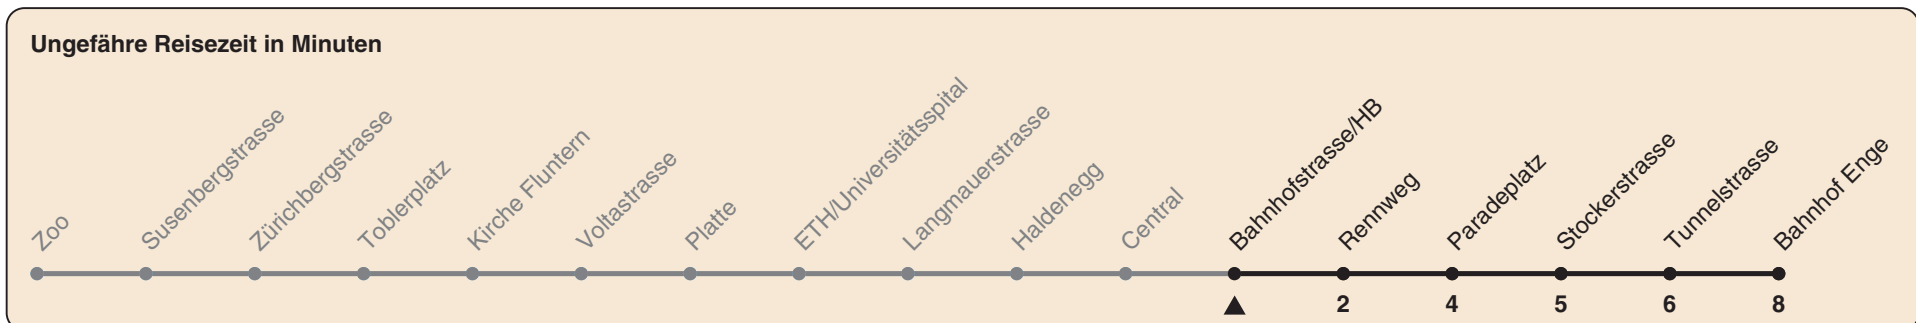 Ungefähre Reisezeit in Minuten
Zoo
Susenbergstrasse
Zürichbergstrasse
Toblerplatz
Kirche Fluntern
Voltastrasse
Platte
ETH/Universitätsspital
Langmauerstrasse
Haldenegg
Central
Bahnhofstrasse/HB
Rennweg
Paradeplatz
Stockerstrasse
Tunnelstrasse
Bahnhof Enge
2 4 5 6 8